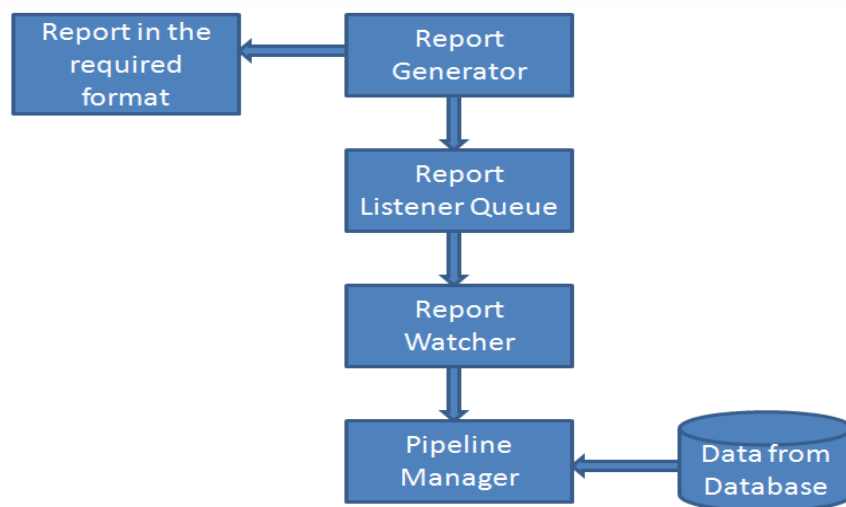 Report in the
required
format
Report
Generator
Report
Listener Queue
Report
Watcher
Pipeline
Manager
Data from
Database